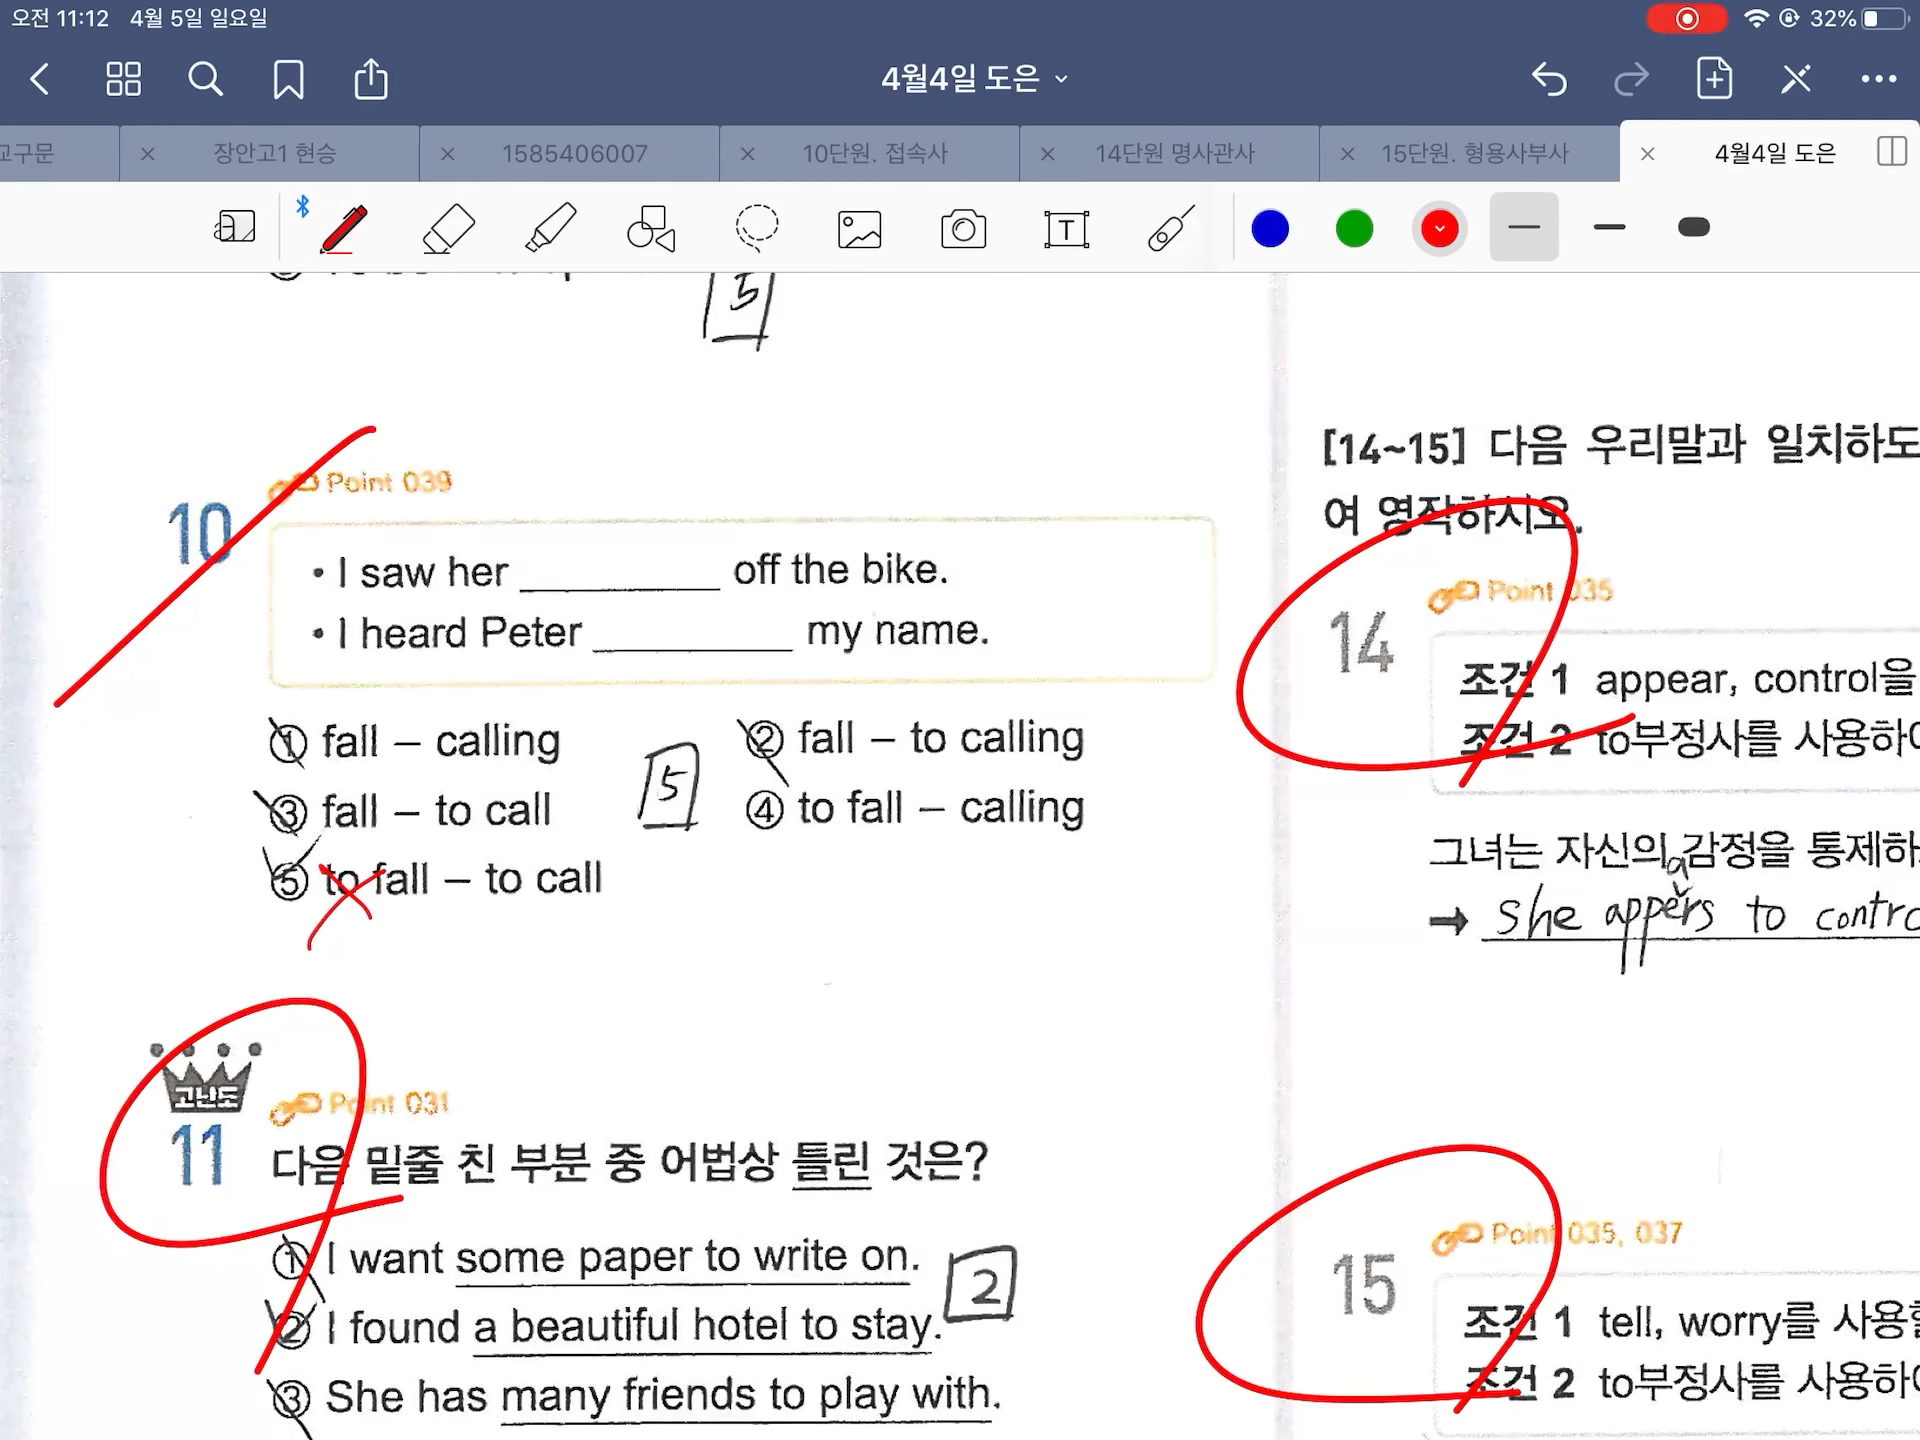 오전 11:12 4월 5일 일요일
32%
4월4일 도은
교구문
장안고1 현승
1585406007
10단원. 접속사
14단원 명사관사
15단원. 형용사부사
4월4일 도은
5
Point 039
10
• I saw her __________ off the bike.
• I heard Peter __________ my name.
① fall – calling
② fall – to calling
5
③ fall – to call
④ to fall – calling
⑤ to fall – to call
고난도
Point 031
11
다음 밑줄 친 부분 중 어법상 틀린 것은?
① I want some paper to write on.
2
② I found a beautiful hotel to stay.
③ She has many friends to play with.
[14~15] 다음 우리말과 일치하도
여 영작하시오.
Point 035
14
조건 1 appear, control을
조건 2 to부정사를 사용하여
그녀는 자신의 감정을 통제하
→ She appears to contro
Point 035, 037
15
조건 1 tell, worry를 사용할
조건 2 to부정사를 사용하여